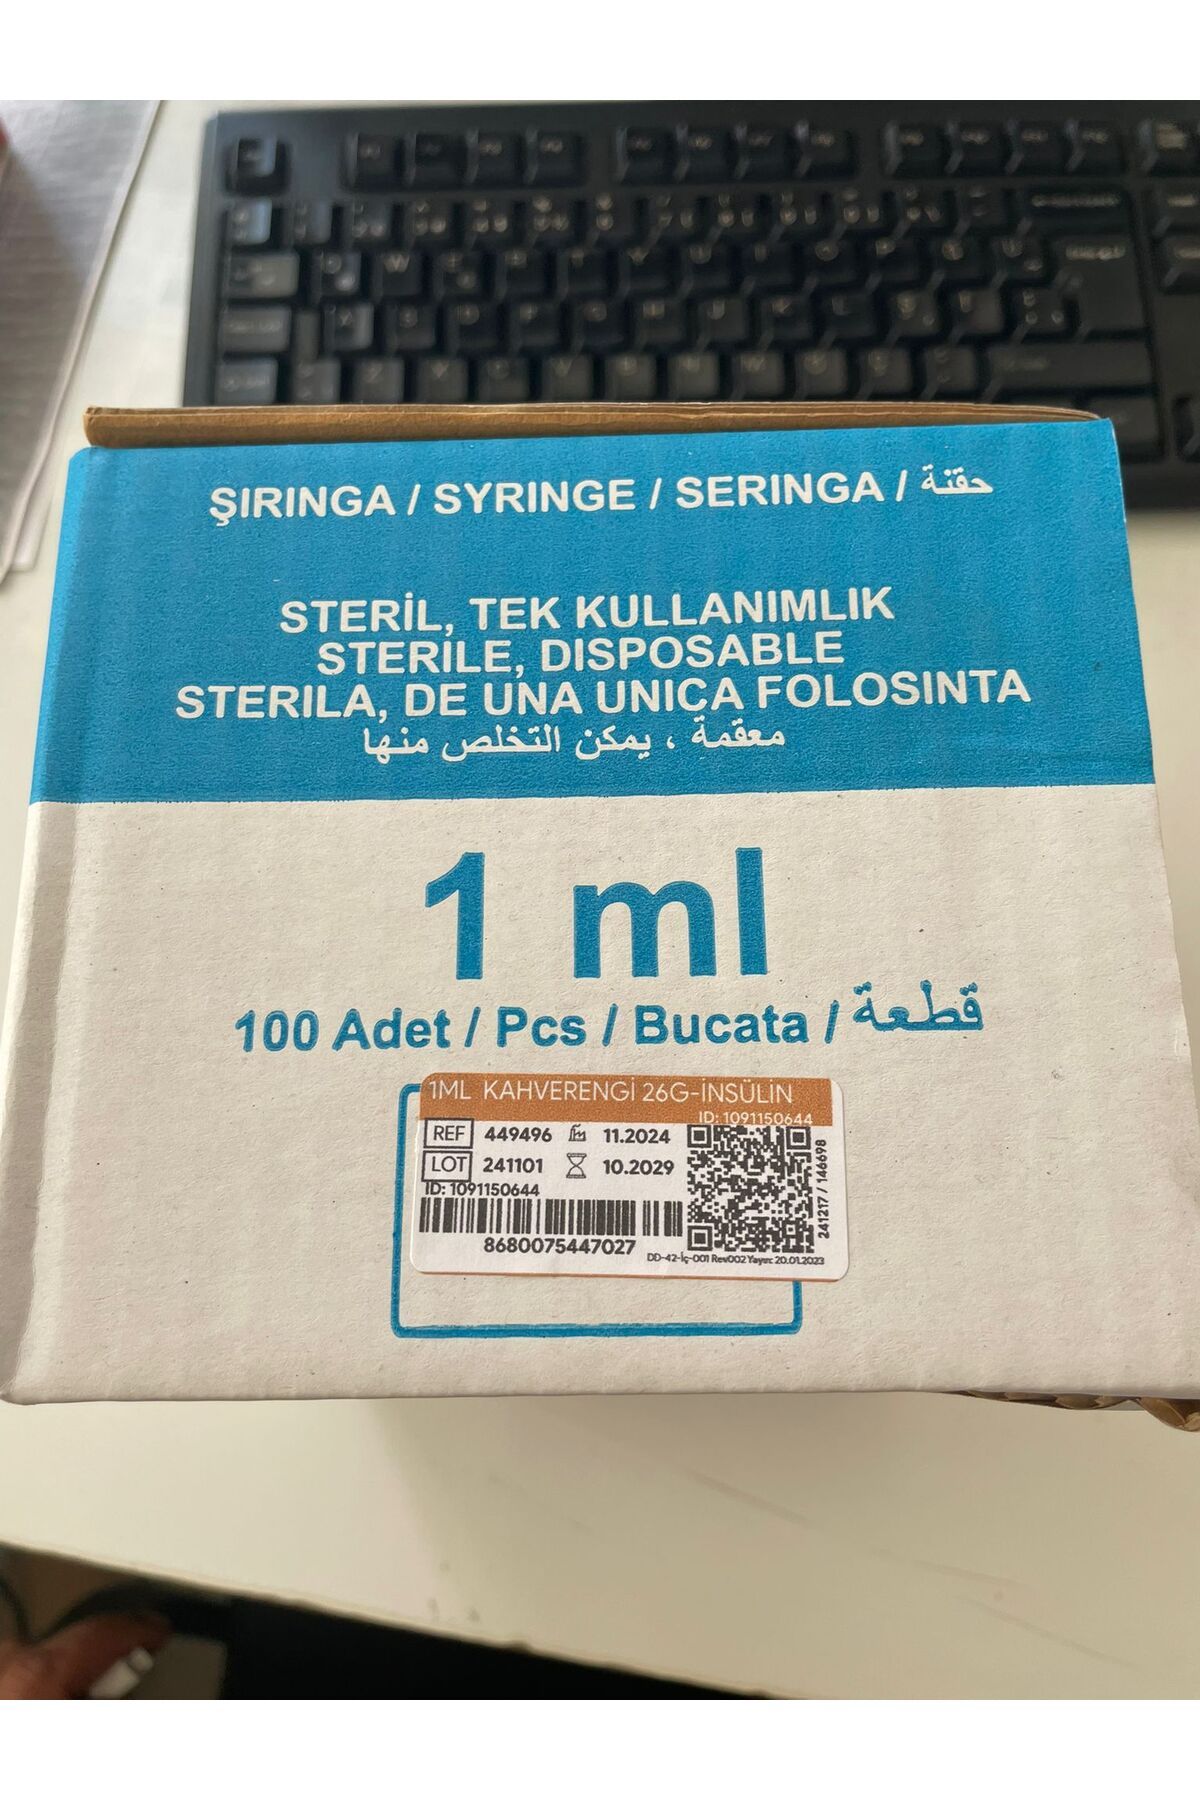 ŞIRINGA / SYRINGE / SERINGA / حقنة
STERİL, TEK KULLANIMLIK
STERILE, DISPOSABLE
STERILA, DE UNA UNICA FOLOSINTA
معقمة ، يمكن التخلص منها
1 ml
100 Adet / Pcs / Bucata / قطعة
1ML KAHVERENGİ 26G-İNSÜLİN
ID: 1091150644
REF 449496 11.2024
LOT 241101 10.2029
ID: 1091150644
8680075447027
DD-42-İç-001 Rev002 Yayın: 20.01.2023
241217 / 146698